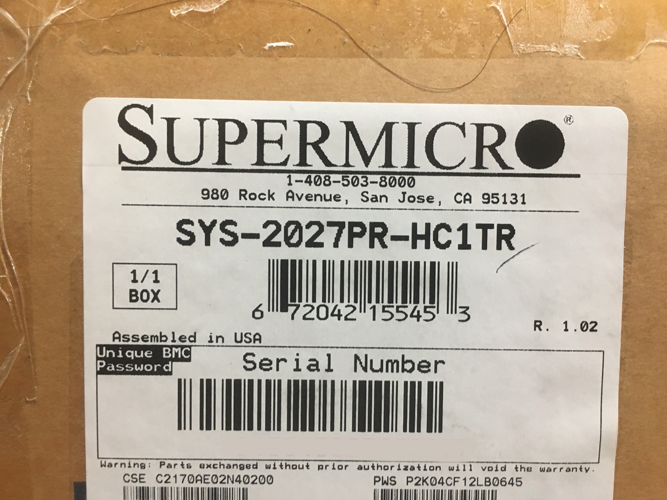 SUPERMICRO®
1-408-503-8000
980 Rock Avenue, San Jose, CA 95131
SYS-2027PR-HC1TR
1/1
BOX
6 72042 15545 3
R. 1.02
Assembled in USA
Unique BMC
Password
Serial Number
Warning: Parts exchanged without prior authorization will void the warranty.
CSE C2170AE02N40200 PWS P2K04CF12LB0645